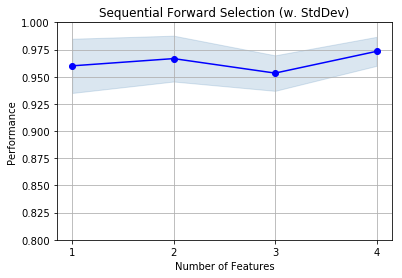 Sequential Forward Selection (w. StdDev)
1.000
0.975
0.950
0.925
0.900
0.875
0.850
0.825
0.800
Performance
1 2 3 4
Number of Features